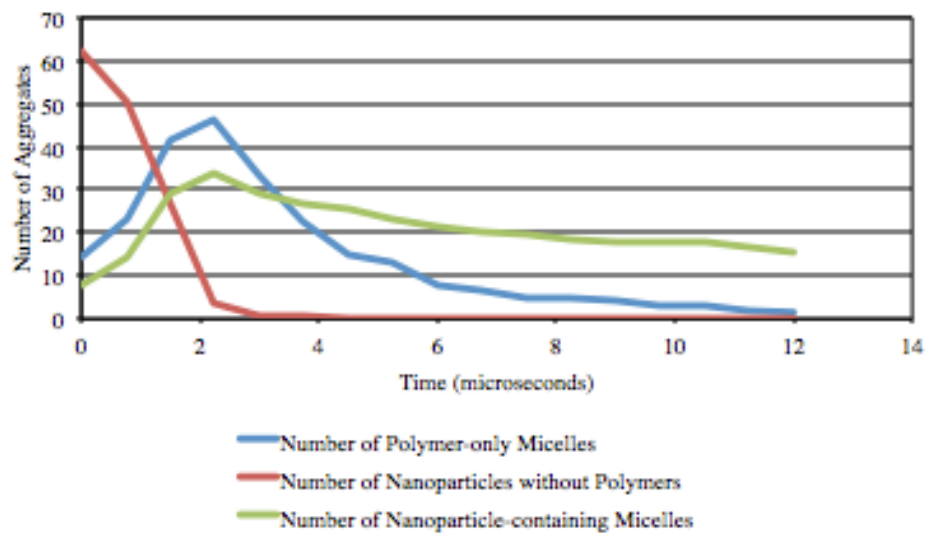 70
60
50
40
30
20
10
0
Number of Aggregates
0 2 4 6 8 10 12 14
Time (microseconds)
Number of Polymer-only Micelles
Number of Nanoparticles without Polymers
Number of Nanoparticle-containing Micelles